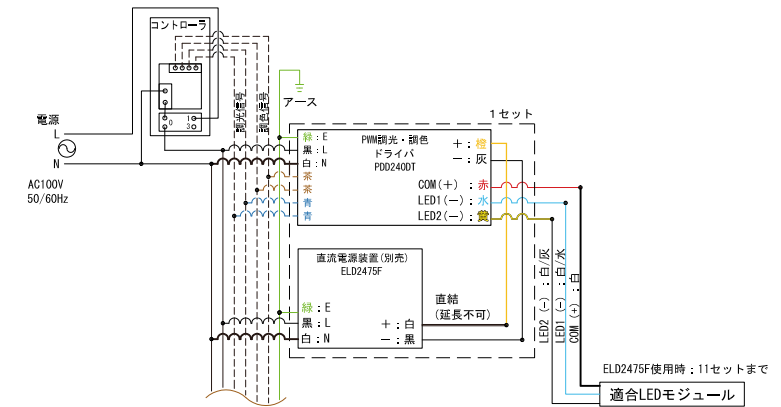 コントローラ
0
1
3
電源
L
N
AC100V
50/60Hz
調光信号
調色信号
アース
1セット
PWM調光・調色
ドライバ
PDD240DT
緑：E
黒：L
白：N
茶
茶
青
青
＋：橙
－：灰
COM(＋)：赤
LED1(－)：水
LED2(－)：黄
直流電源装置(別売)
ELD2475F
緑：E
黒：L
白：N
＋：白
－：黒
直結
(延長不可)
LED2 (－)：白/灰
LED1 (－)：白/水
COM (＋)：白
ELD2475F使用時：11セットまで
適合LEDモジュール